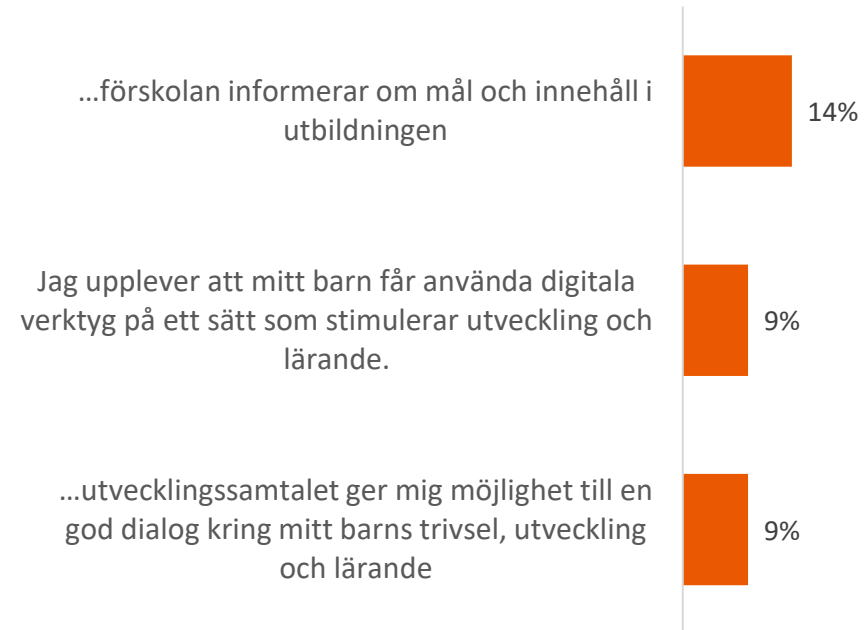 ...förskolan informerar om mål och innehåll i
utbildningen
14%
Jag upplever att mitt barn får använda digitala
verktyg på ett sätt som stimulerar utveckling och
lärande.
9%
...utvecklingssamtalet ger mig möjlighet till en
god dialog kring mitt barns trivsel, utveckling
och lärande
9%